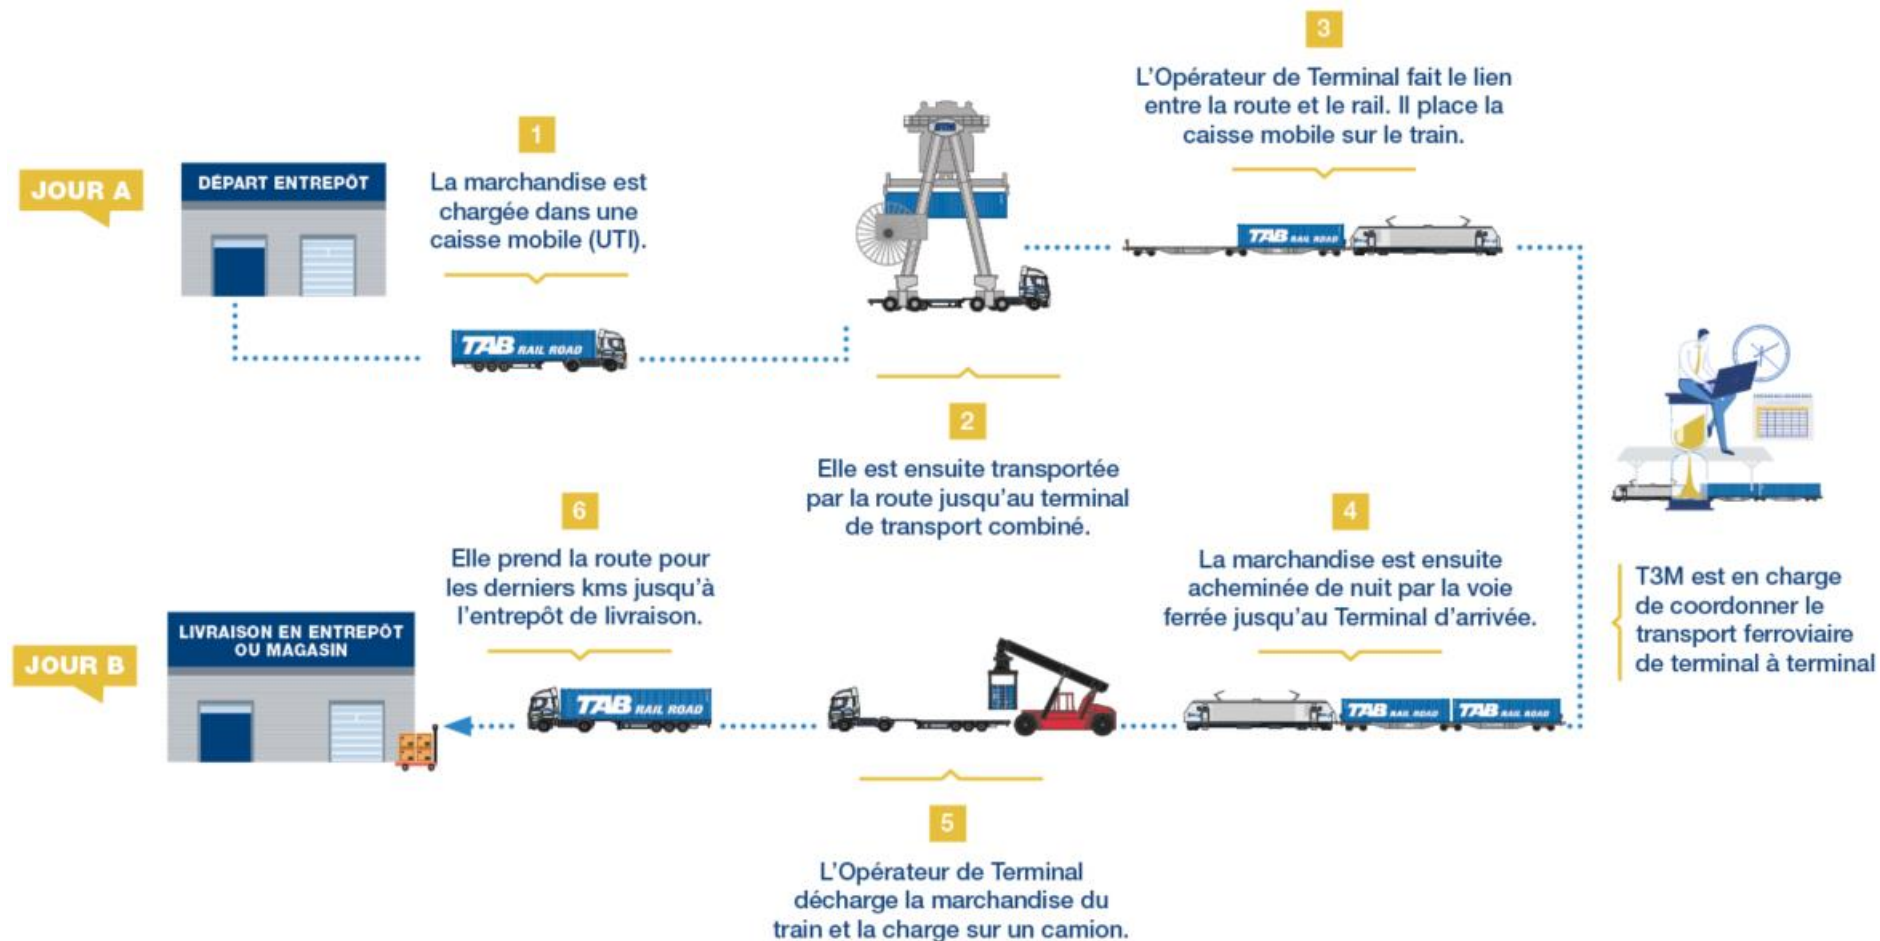 JOUR A
DÉPART ENTREPÔT
1
La marchandise est
chargée dans une
caisse mobile (UTI).
TAB RAIL ROAD
2
Elle est ensuite transportée
par la route jusqu'au terminal
de transport combiné.
3
L'Opérateur de Terminal fait le lien
entre la route et le rail. Il place la
caisse mobile sur le train.
TAB RAIL ROAD
T3M est en charge
de coordonner le
transport ferroviaire
de terminal à terminal
4
La marchandise est ensuite
acheminée de nuit par la voie
ferrée jusqu'au Terminal d'arrivée.
TAB RAIL ROAD
TAB RAIL ROAD
5
L'Opérateur de Terminal
décharge la marchandise du
train et la charge sur un camion.
6
Elle prend la route pour
les derniers kms jusqu'à
l'entrepôt de livraison.
TAB RAIL ROAD
JOUR B
LIVRAISON EN ENTREPÔT
OU MAGASIN